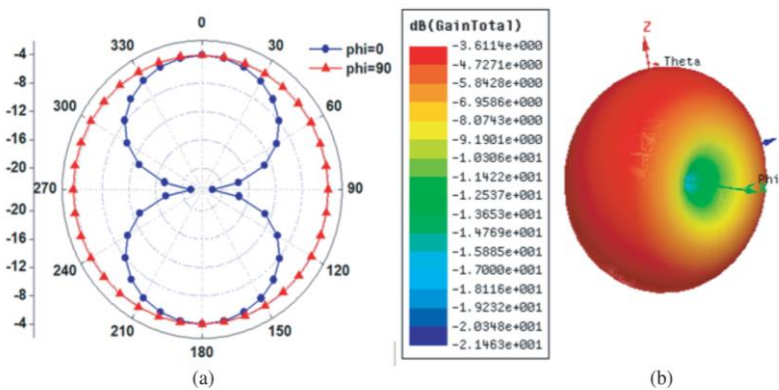 0
330
30
300
60
270
90
240
120
210
150
180
-4
-8
-12
-16
-20
-20
-16
-12
-8
-4
phi=0
phi=90
(a)
dB(GainTotal)
-3.6114e+000
-4.7271e+000
-5.8428e+000
-6.9586e+000
-8.0743e+000
-9.1901e+000
-1.0306e+001
-1.1422e+001
-1.2537e+001
-1.3653e+001
-1.4769e+001
-1.5885e+001
-1.7000e+001
-1.8116e+001
-1.9232e+001
-2.0348e+001
-2.1463e+001
Z
Theta
Phi
(b)